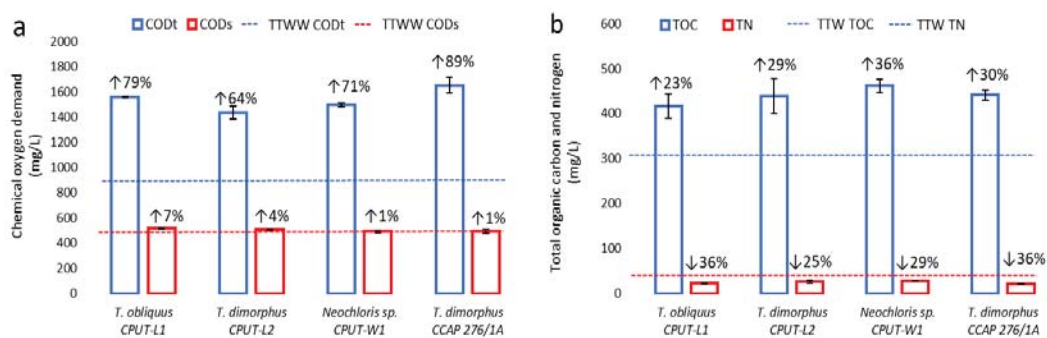 a
CODt CODs TTWW CODt TTWW CODs
Chemical oxygen demand
(mg/L)
2000
1800
1600
1400
1200
1000
800
600
400
200
0
↑79%
↑7%
↑64%
↑4%
↑71%
↑1%
↑89%
↑1%
T. obliquus
CPUT-L1
T. dimorphus
CPUT-L2
Neochloris sp.
CPUT-W1
T. dimorphus
CCAP 276/1A
b
TOC TN TTW TOC TTW TN
Total organic carbon and nitrogen
(mg/L)
600
500
400
300
200
100
0
↑23%
↓36%
↑29%
↓25%
↑36%
↓29%
↑30%
↓36%
T. obliquus
CPUT-L1
T. dimorphus
CPUT-L2
Neochloris sp.
CPUT-W1
T. dimorphus
CCAP 276/1A